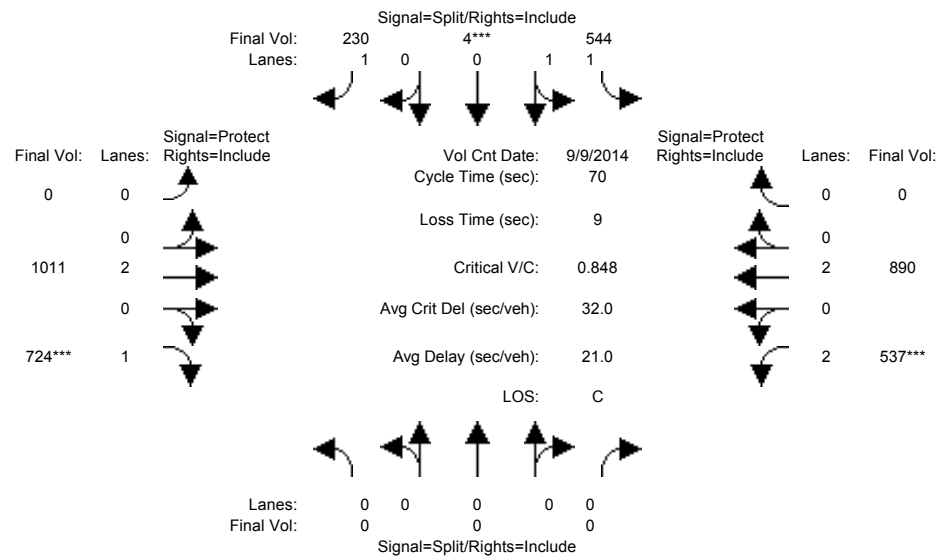 Signal=Split/Rights=Include
Final Vol: 230 4*** 544
Lanes: 1 0 0 1 1
Signal=Protect Signal=Protect
Final Vol: Lanes: Rights=Include Vol Cnt Date: 9/9/2014 Rights=Include Lanes: Final Vol:
Cycle Time (sec): 70
0 0 0 0
Loss Time (sec): 9
0 0
1011 2 Critical V/C: 0.848 2 890
0 Avg Crit Del (sec/veh): 32.0 0
724*** 1 Avg Delay (sec/veh): 21.0 2 537***
LOS: C
Lanes: 0 0 0 0 0
Final Vol: 0 0 0
Signal=Split/Rights=Include